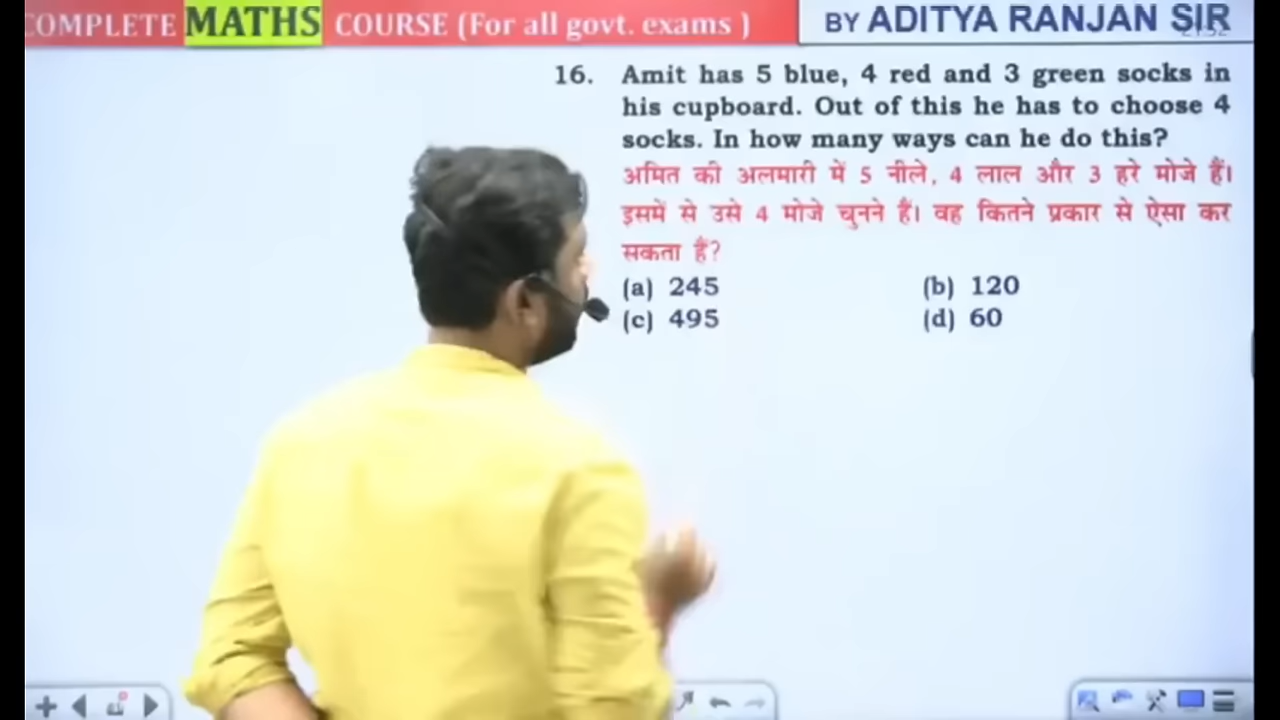 COMPLETE MATHS COURSE (For all govt. exams )
BY ADITYA RANJAN SIR
16. Amit has 5 blue, 4 red and 3 green socks in
his cupboard. Out of this he has to choose 4
socks. In how many ways can he do this?
अमित की अलमारी में 5 नीले, 4 लाल और 3 हरे मोजे हैं।
इसमें से उसे 4 मोजे चुनने हैं। वह कितने प्रकार से ऐसा कर
सकता हैं?
(a) 245 (b) 120
(c) 495 (d) 60